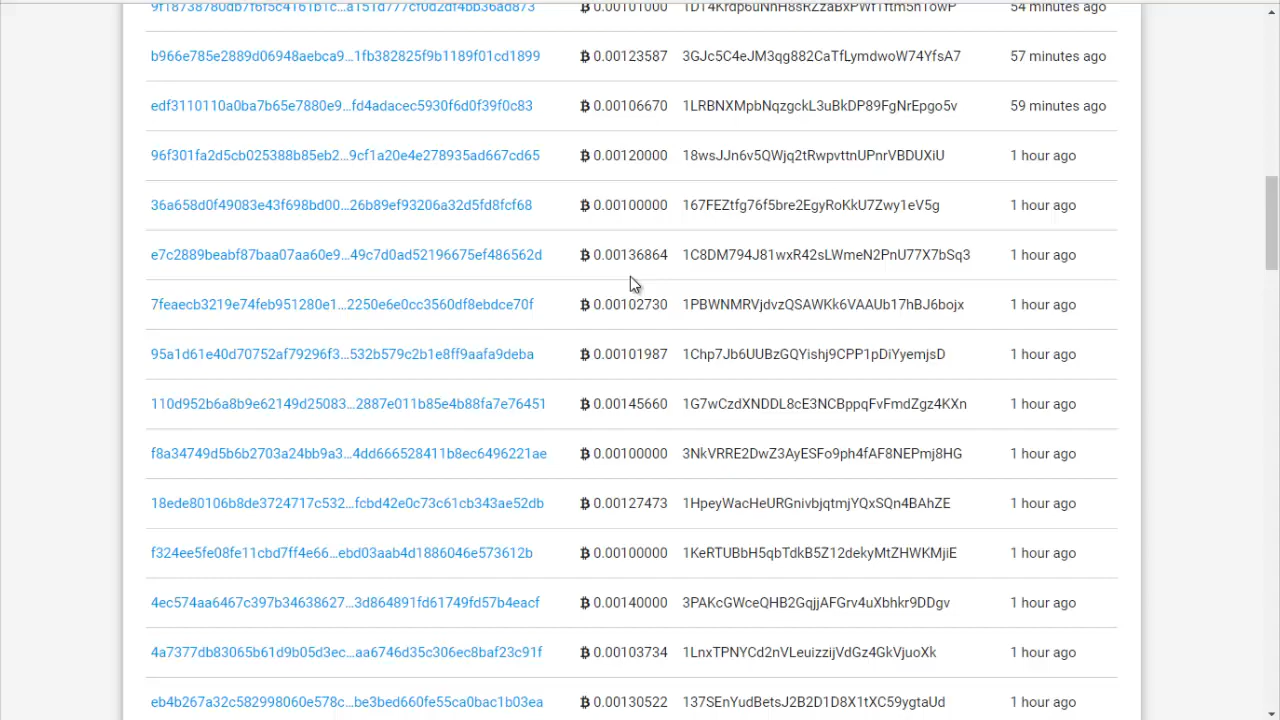 b966e785e2889d06948aebca9...1fb382825f9b1189f01cd1899 ₿ 0.00123587 3GJc5C4eJM3qg882CaTfLymdwoW74YfsA7 57 minutes ago
edf3110110a0ba7b65e7880e9...fd4adacec5930f6d0f39f0c83 ₿ 0.00106670 1LRBNXMpbNqzgckL3uBkDP89FgNrEpgo5v 59 minutes ago
96f301fa2d5cb025388b85eb2...9cf1a20e4e278935ad667cd65 ₿ 0.00120000 18wsJJn6v5QWjq2tRwpvttnUPnrVBDUXiU 1 hour ago
36a658d0f49083e43f698bd00...26b89ef93206a32d5fd8fcf68 ₿ 0.00100000 167FEZtfg76f5bre2EgyRoKkU7Zwy1eV5g 1 hour ago
e7c2889beabf87baa07aa60e9...49c7d0ad52196675ef486562d ₿ 0.00136864 1C8DM794J81wxR42sLWmeN2PnU77X7bSq3 1 hour ago
7feaecb3219e74feb951280e1...2250e6e0cc3560df8ebdce70f ₿ 0.00102730 1PBWNMRVjdvzQSAWKk6VAAUb17hBJ6bojx 1 hour ago
95a1d61e40d70752af79296f3...532b579c2b1e8ff9aafa9deba ₿ 0.00101987 1Chp7Jb6UUBzGQYishj9CPP1pDiYyemjsD 1 hour ago
110d952b6a8b9e62149d25083...2887e011b85e4b88fa7e76451 ₿ 0.00145660 1G7wCzdXNDDL8cE3NCBppqFvFmdZgz4KXn 1 hour ago
f8a34749d5b6b2703a24bb9a3...4dd666528411b8ec6496221ae ₿ 0.00100000 3NkVRRE2DwZ3AyESFo9ph4fAF8NEPmj8HG 1 hour ago
18ede80106b8de3724717c532...fcbd42e0c73c61cb343ae52db ₿ 0.00127473 1HpeyWacHeURGnivbjqtmjYQxSQn4BAhZE 1 hour ago
f324ee5fe08fe11cbd7ff4e66...ebd03aab4d1886046e573612b ₿ 0.00100000 1KeRTUBbH5qbTdkB5Z12dekyMtZHWKMjiE 1 hour ago
4ec574aa6467c397b34638627...3d864891fd61749fd57b4eacf ₿ 0.00140000 3PAKcGWceQHB2GqjjAFGrv4uXbhkr9DDgv 1 hour ago
4a7377db83065b61d9b05d3ec...aa6746d35c306ec8baf23c91f ₿ 0.00103734 1LnxTPNYCd2nVLeuizzijVdGz4GkVjuoXk 1 hour ago
eb4b267a32c582998060e578c...be3bed660fe55ca0bac1b03ea ₿ 0.00130522 137SEnYudBetsJ2B2D1D8X1tXC59ygtaUd 1 hour ago